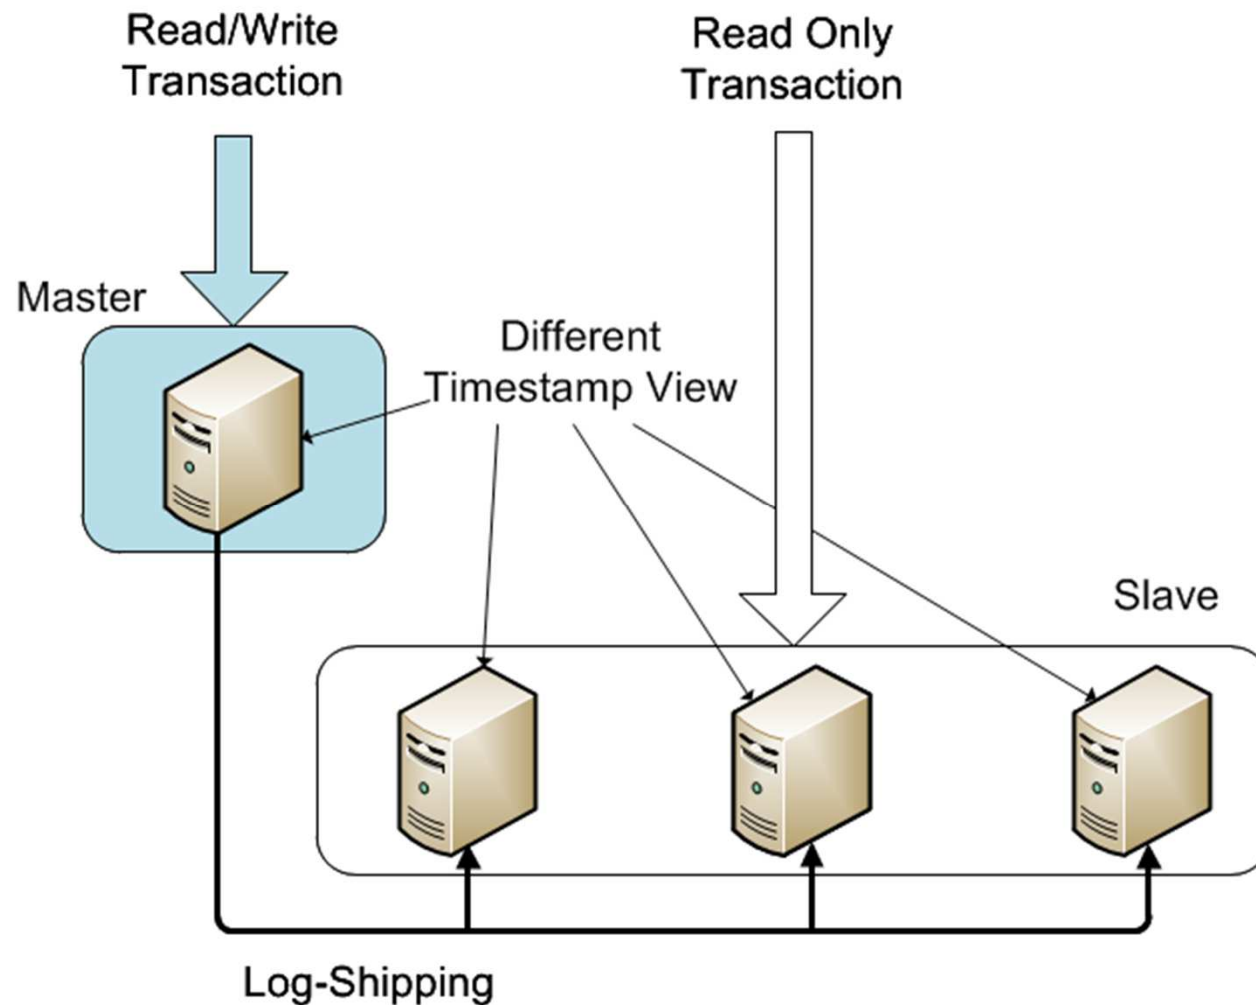 Read/Write
Transaction
Read Only
Transaction
Master
Different
Timestamp View
Slave
Log-Shipping